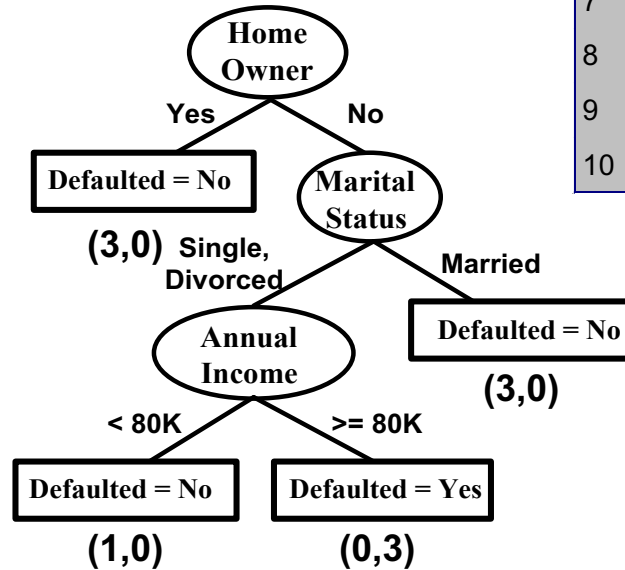 7
8
9
10
Home
Owner
Yes
No
Defaulted = No
Marital
Status
(3,0)
Single,
Divorced
Married
Annual
Income
Defaulted = No
(3,0)
< 80K
>= 80K
Defaulted = No
Defaulted = Yes
(1,0)
(0,3)